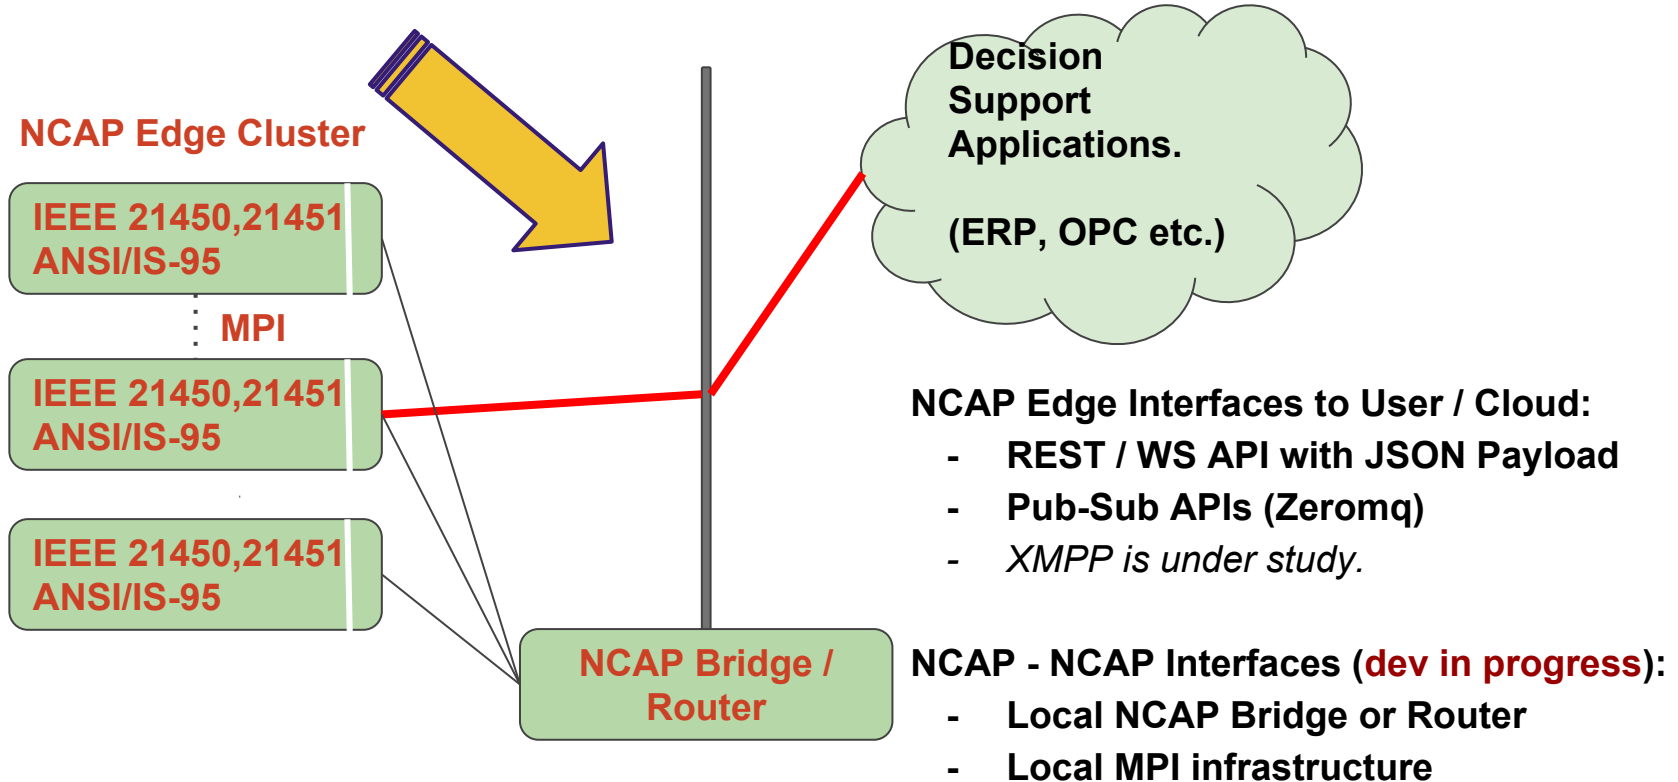 NCAP Edge Cluster
IEEE 21450,21451
ANSI/IS-95
MPI
IEEE 21450,21451
ANSI/IS-95
IEEE 21450,21451
ANSI/IS-95
NCAP Bridge /
Router
Decision
Support
Applications.
(ERP, OPC etc.)
NCAP Edge Interfaces to User / Cloud:
- REST / WS API with JSON Payload
- Pub-Sub APIs (Zeromq)
- XMPP is under study.
NCAP - NCAP Interfaces (dev in progress):
- Local NCAP Bridge or Router
- Local MPI infrastructure